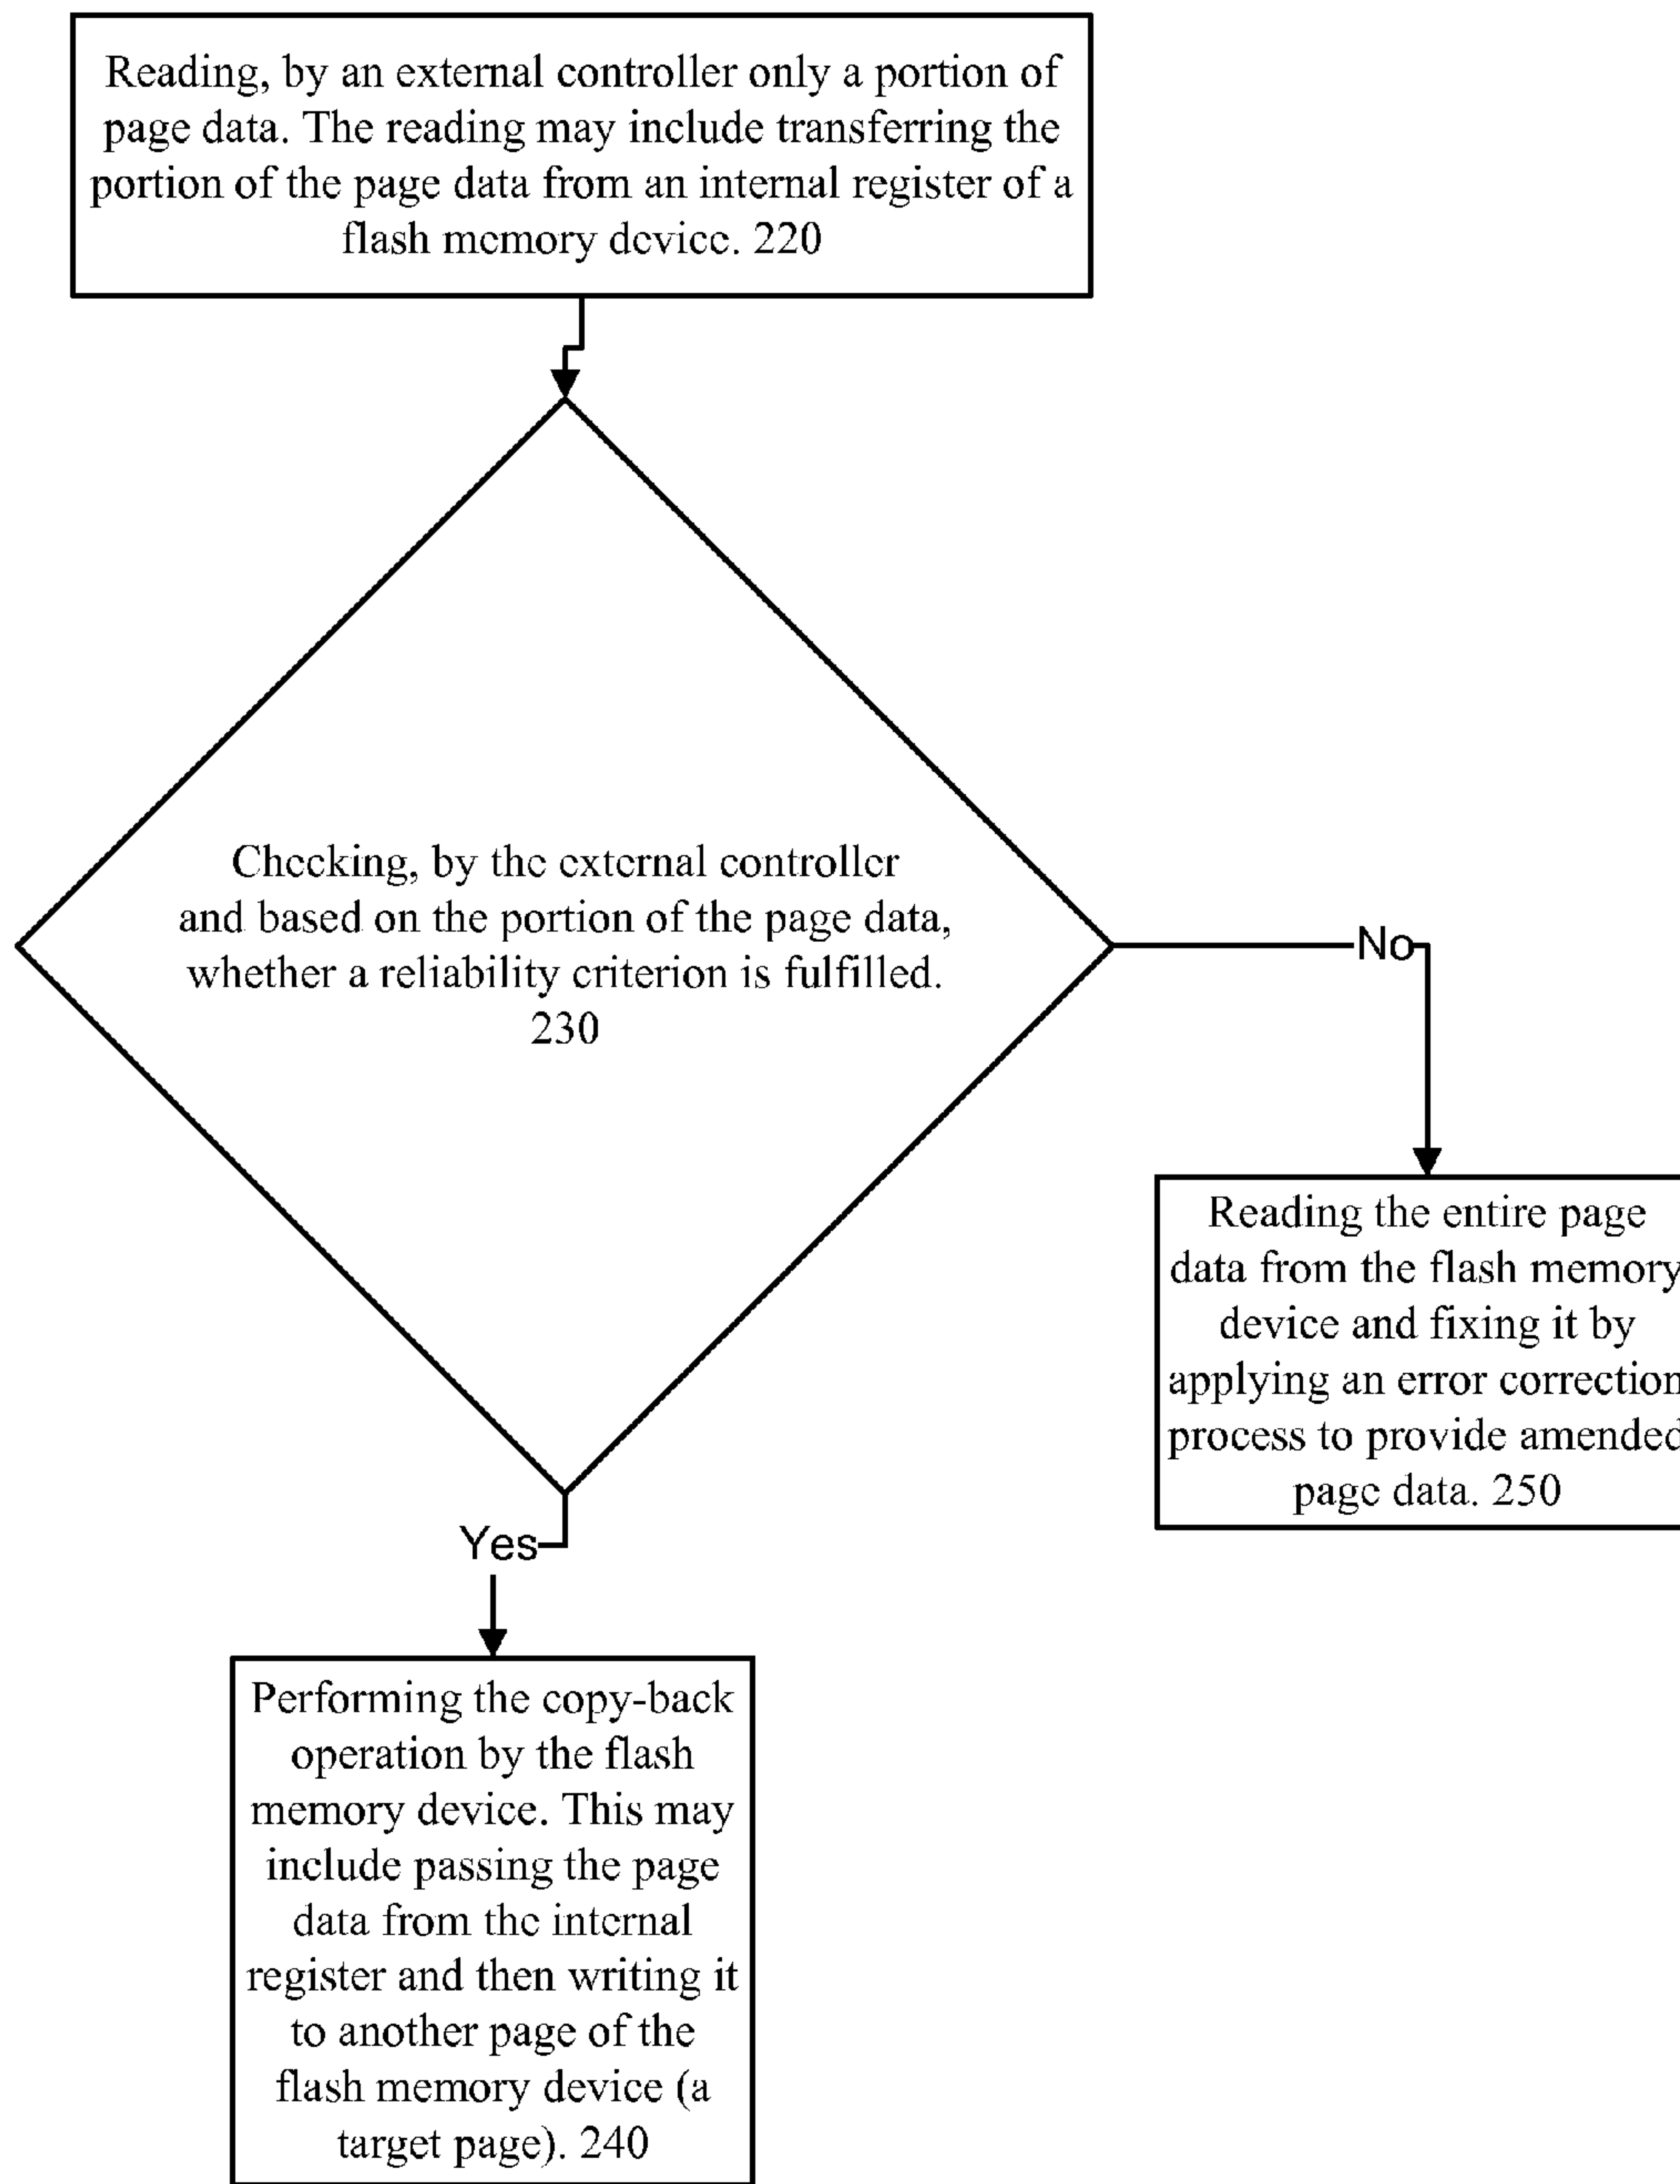 Reading, by an external controller only a portion of
page data. The reading may include transferring the
portion of the page data from an internal register of a
flash memory device. 220
Checking, by the external controller
and based on the portion of the page data,
whether a reliability criterion is fulfilled.
230
No
Reading the entire page
data from the flash memory
device and fixing it by
applying an error correction
process to provide amended
page data. 250
Yes
Performing the copy-back
operation by the flash
memory device. This may
include passing the page
data from the internal
register and then writing it
to another page of the
flash memory device (a
target page). 240